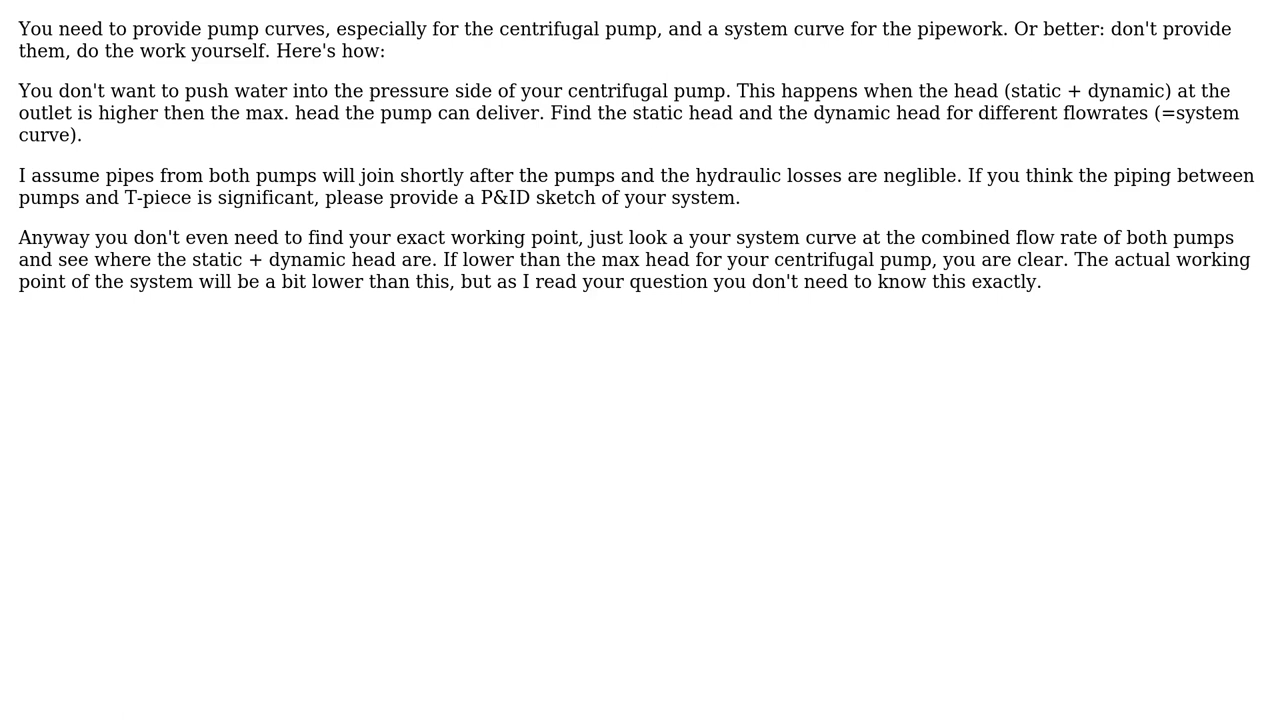 You need to provide pump curves, especially for the centrifugal pump, and a system curve for the pipework. Or better: don't provide
them, do the work yourself. Here's how:
You don't want to push water into the pressure side of your centrifugal pump. This happens when the head (static + dynamic) at the
outlet is higher then the max. head the pump can deliver. Find the static head and the dynamic head for different flowrates (=system
curve).
I assume pipes from both pumps will join shortly after the pumps and the hydraulic losses are neglible. If you think the piping between
pumps and T-piece is significant, please provide a P&ID sketch of your system.
Anyway you don't even need to find your exact working point, just look a your system curve at the combined flow rate of both pumps
and see where the static + dynamic head are. If lower than the max head for your centrifugal pump, you are clear. The actual working
point of the system will be a bit lower than this, but as I read your question you don't need to know this exactly.